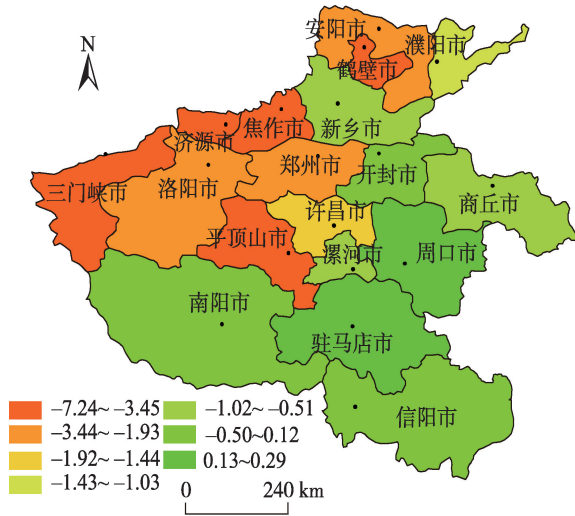 N
安阳市
濮阳市
鹤壁市
新乡市
焦作市
济源市
三门峡市
洛阳市
郑州市
开封市
商丘市
许昌市
平顶山市
漯河市
周口市
南阳市
驻马店市
信阳市
−7.24~ −3.45
−3.44~ −1.93
−1.92~ −1.44
−1.43~ −1.03
−1.02~ −0.51
−0.50~0.12
0.13~0.29
0 240 km